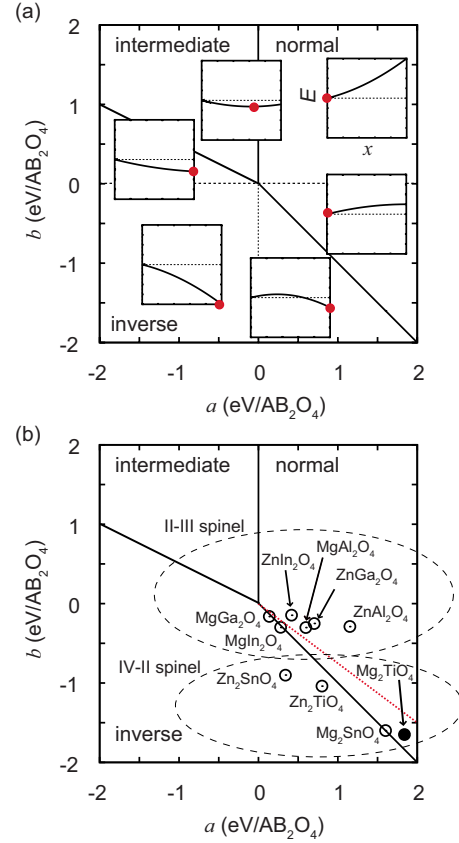 (a)
intermediate
normal
E
x
inverse
2
1
0
-1
-2
b (eV/AB₂O₄)
-2
-1
0
1
2
a (eV/AB₂O₄)
(b)
intermediate
normal
II-III spinel
MgAl₂O₄
ZnIn₂O₄
ZnGa₂O₄
MgGa₂O₄
ZnAl₂O₄
MgIn₂O₄
IV-II spinel
Mg₂TiO₄
Zn₂SnO₄
Zn₂TiO₄
Mg₂SnO₄
inverse
2
1
0
-1
-2
b (eV/AB₂O₄)
-2
-1
0
1
2
a (eV/AB₂O₄)